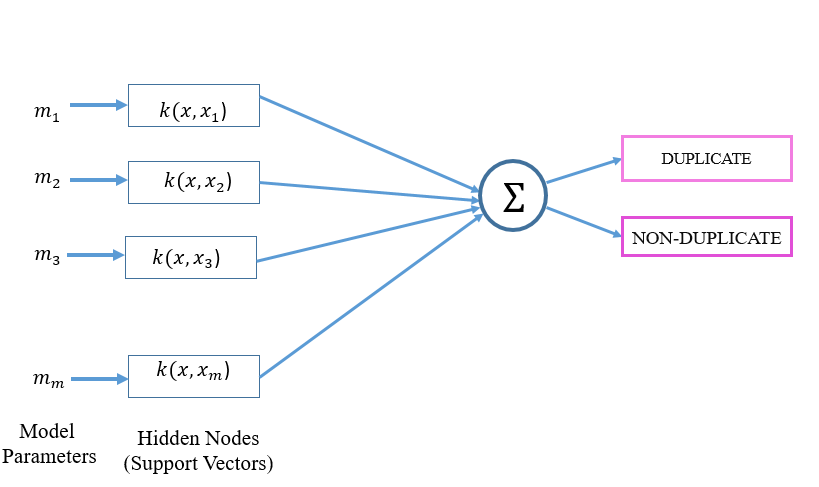 m₁
k(x,x₁)
DUPLICATE
m₂
k(x,x₂)
Σ
NON-DUPLICATE
m₃
k(x,x₃)
mₘ
k(x,xₘ)
Model
Parameters
Hidden Nodes
(Support Vectors)